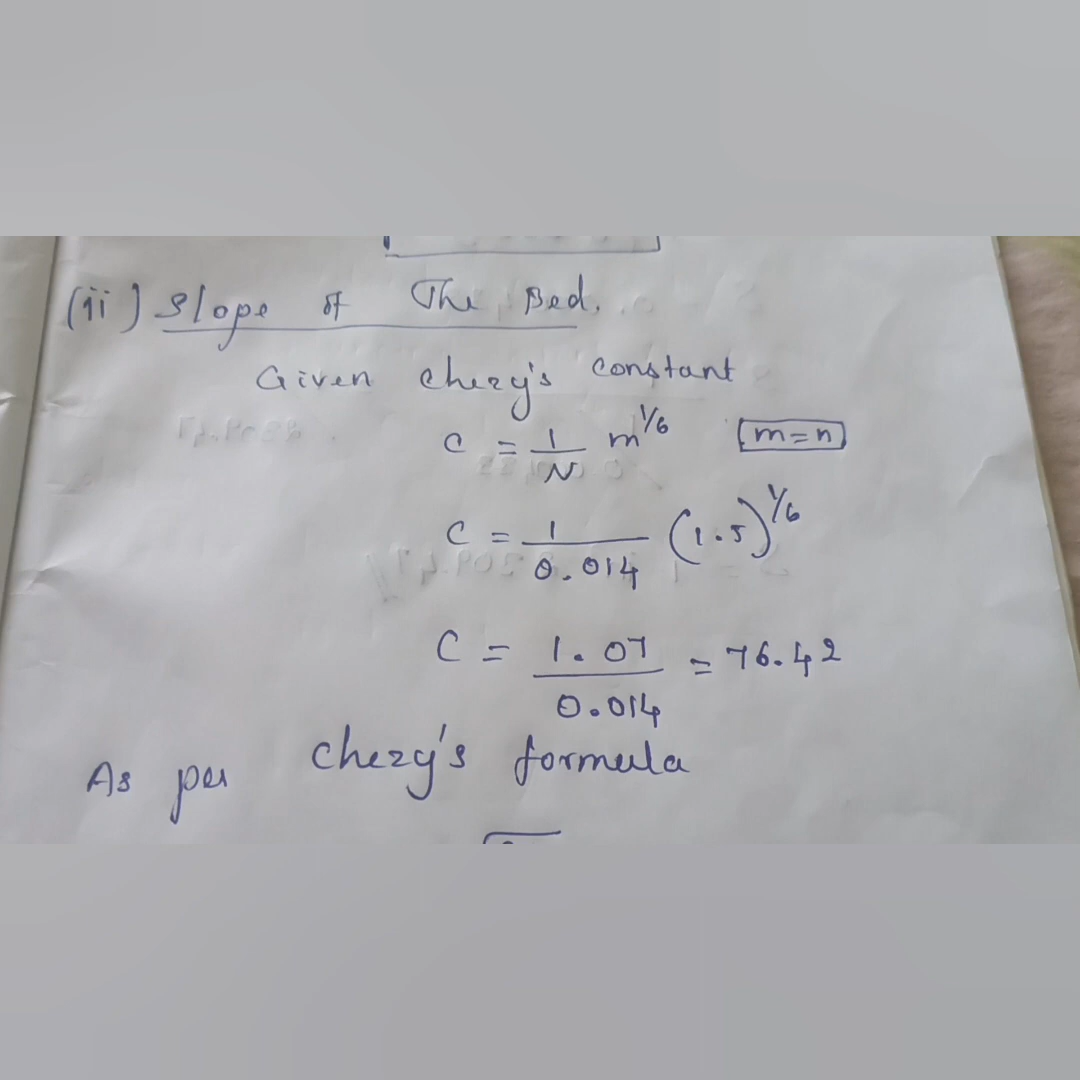 (ii) Slope of The Bed.
Given chezy's constant
C = 1/N m^1/6 m=n
C = 1/0.014 (1.5)^1/6
C = 1.07/0.014 = 76.42
As per Chezy's formula